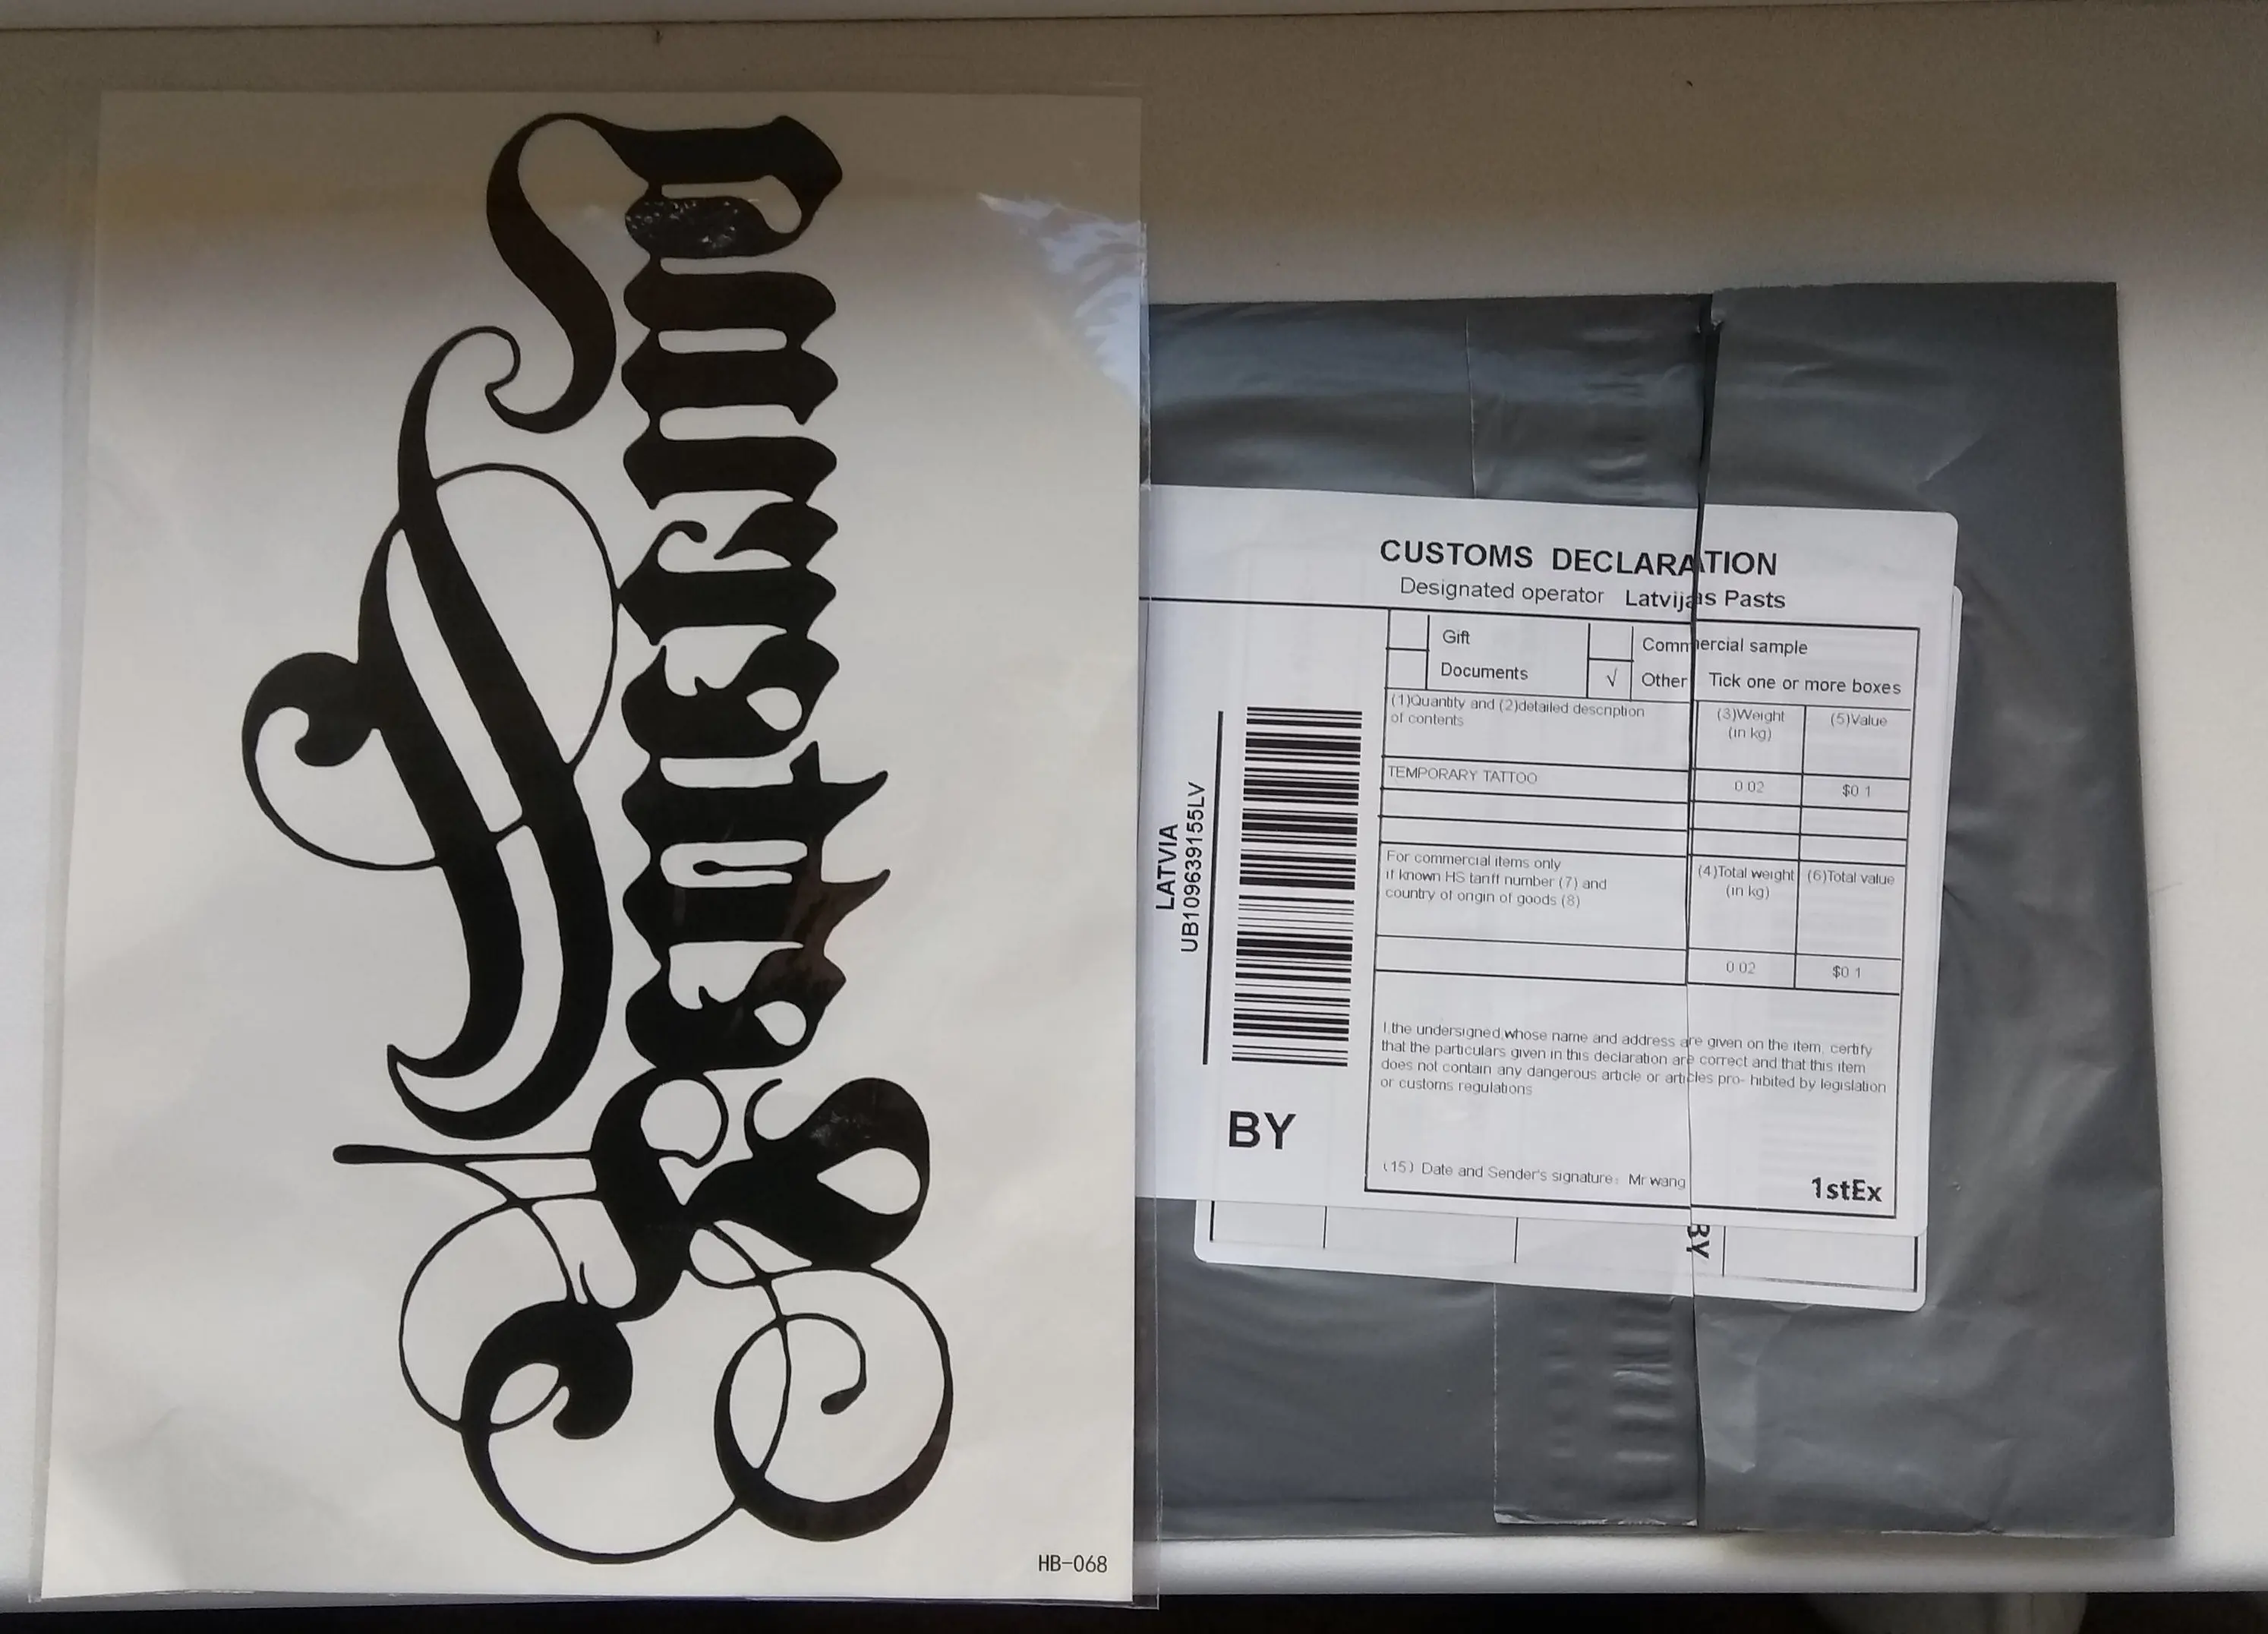 HB-068
CUSTOMS DECLARATION
Designated operator Latvijas Pasts
Gift
Commercial sample
Documents
√ Other Tick one or more boxes
(1)Quantity and (2)detailed description
of contents
(3)Weight
(in kg)
(5)Value
TEMPORARY TATTOO 0 02 $0 1
For commercial items only
if known HS tariff number (7) and
country of origin of goods (8)
(4)Total weight
(in kg)
(6)Total value
0 02 $0 1
I,the undersigned,whose name and address are given on the item, certify
that the particulars given in this declaration are correct and that this item
does not contain any dangerous article or articles pro- hibited by legislation
or customs regulations
(15) Date and Sender's signature: Mr wang
1stEx
LATVIA
UB109639155LV
BY
BY